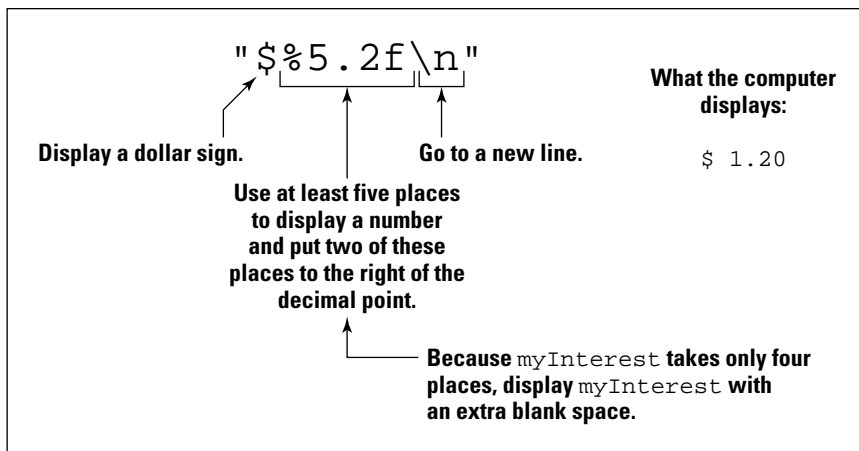 "$%5.2f\n"
What the computer
displays:
$ 1.20
Display a dollar sign.
Go to a new line.
Use at least five places
to display a number
and put two of these
places to the right of the
decimal point.
Because myInterest takes only four
places, display myInterest with
an extra blank space.